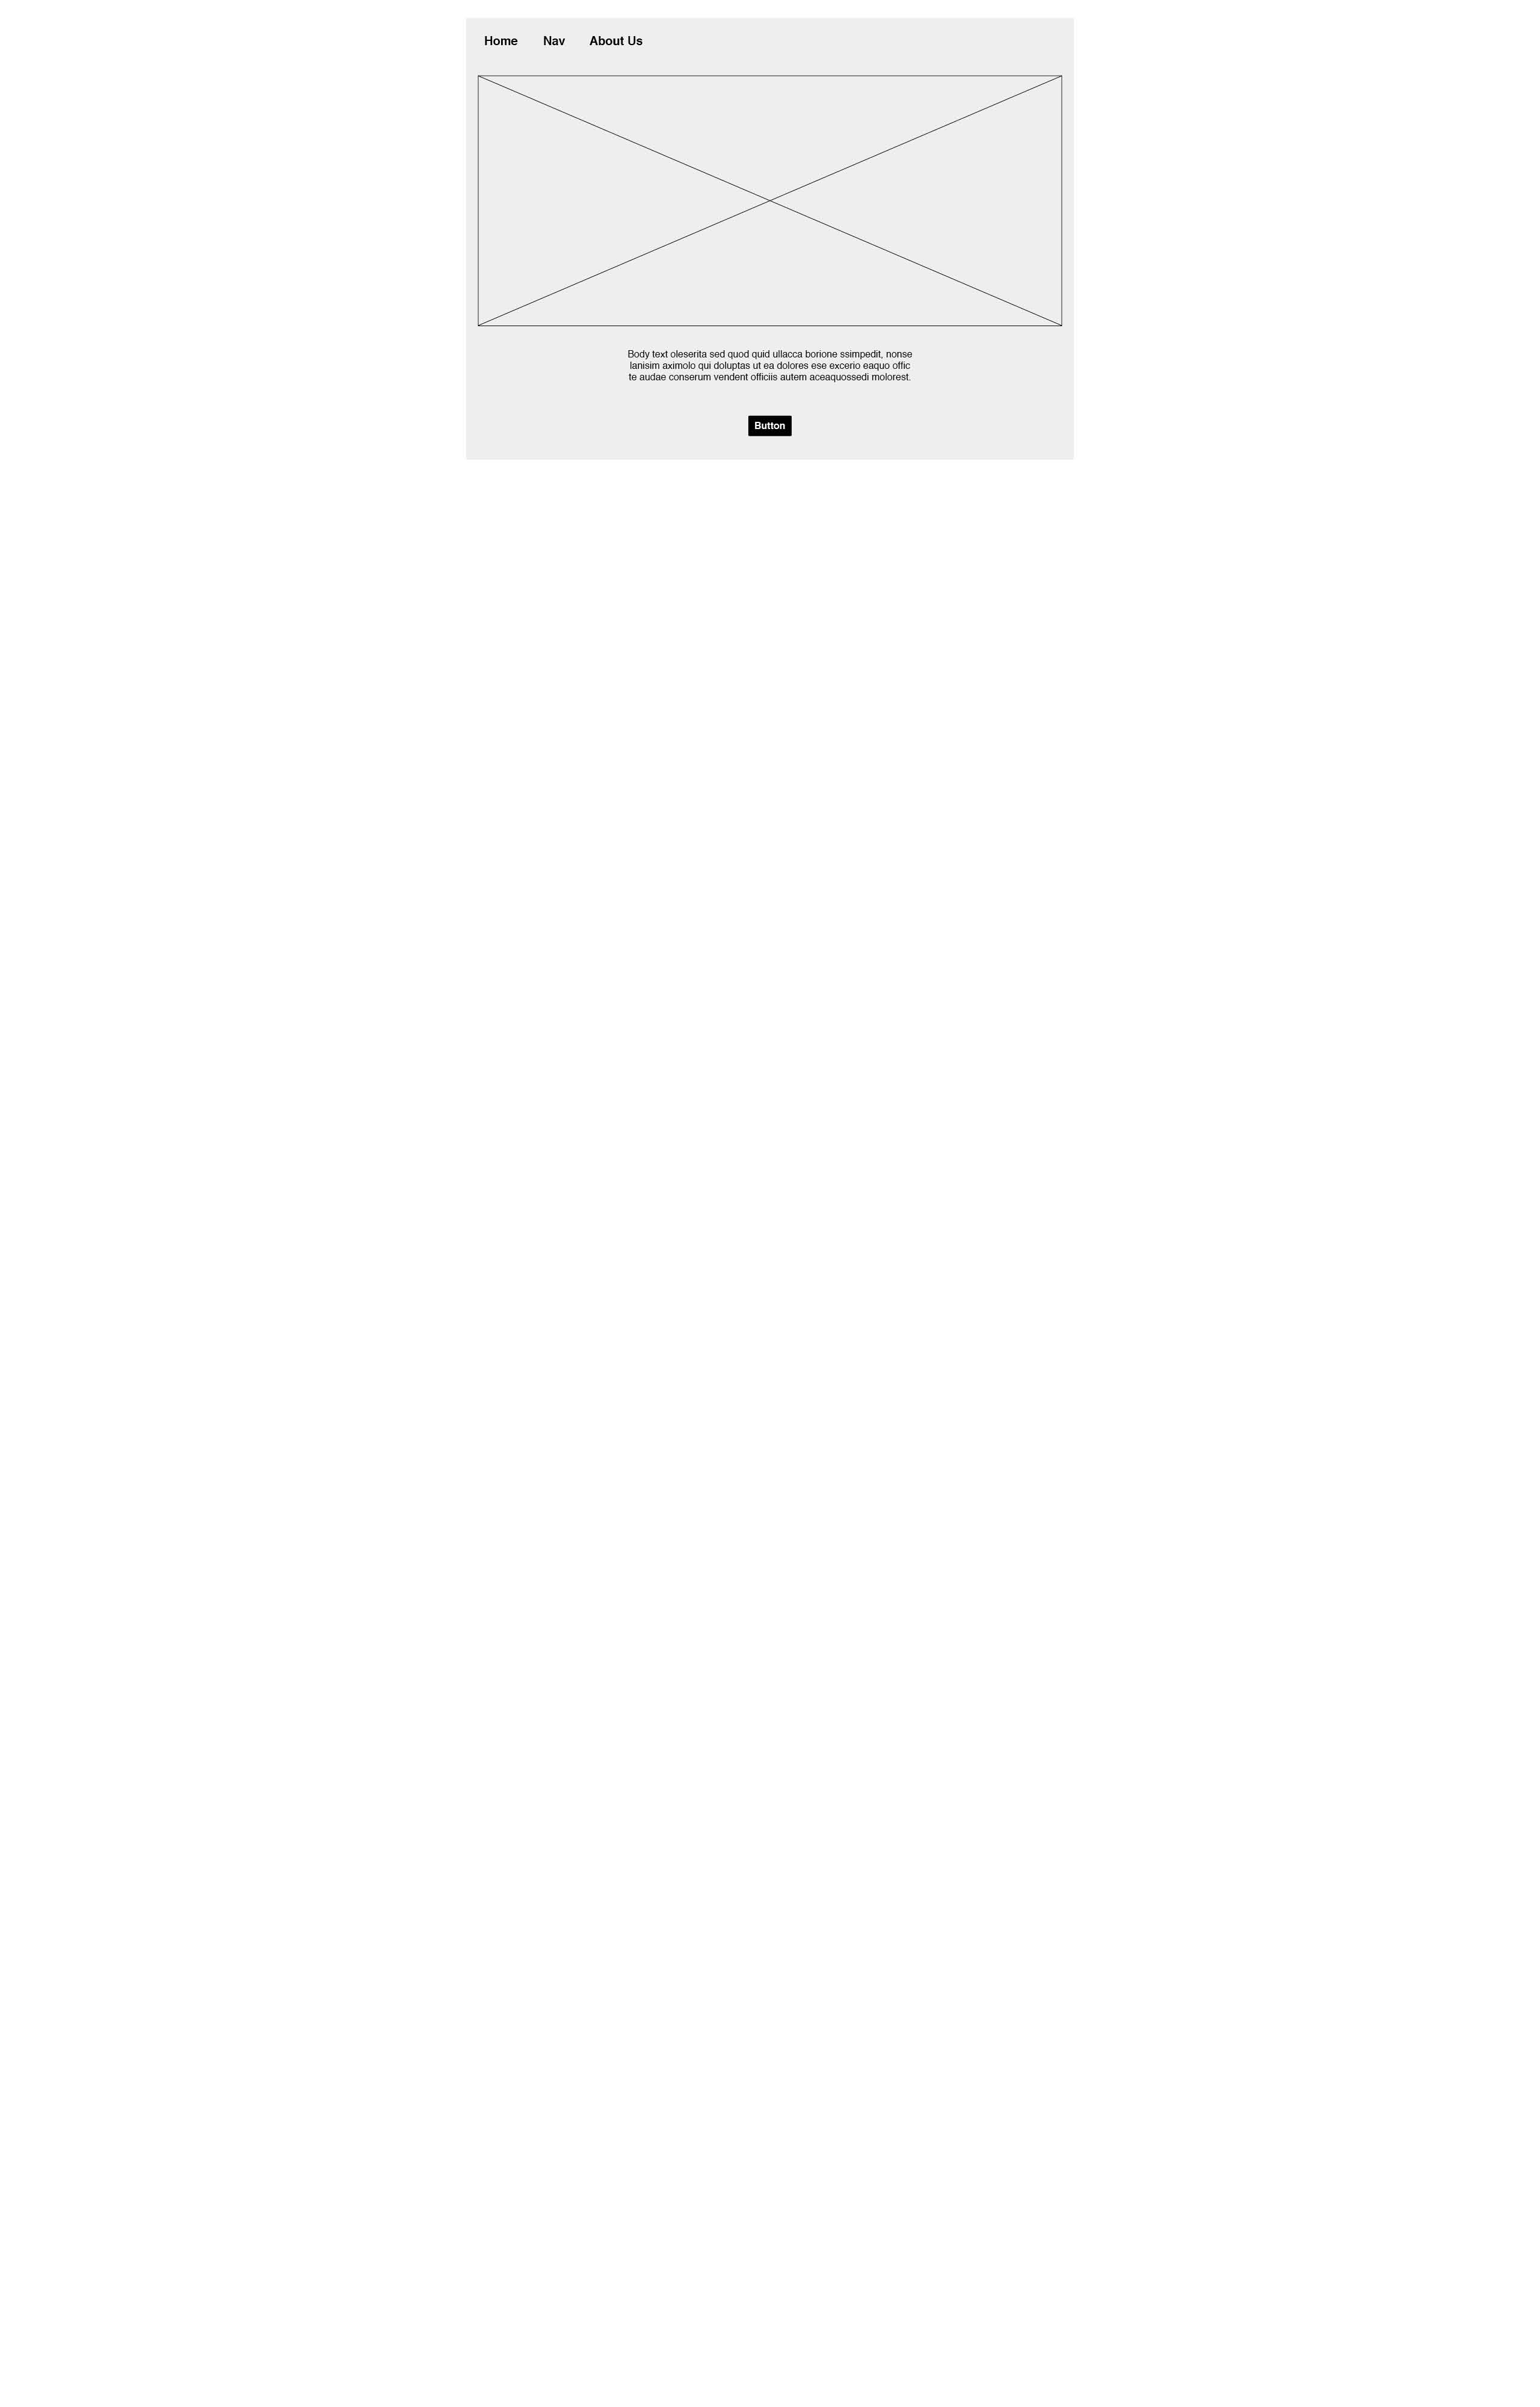 Home Nav About Us
Body text oleserita sed quod quid ullacca borione ssimpedit, nonse
lanisim aximolo qui doluptas ut ea dolores ese excerio eaquo offic
te audae conserum vendent officiis autem aceaquossedi molorest.
Button